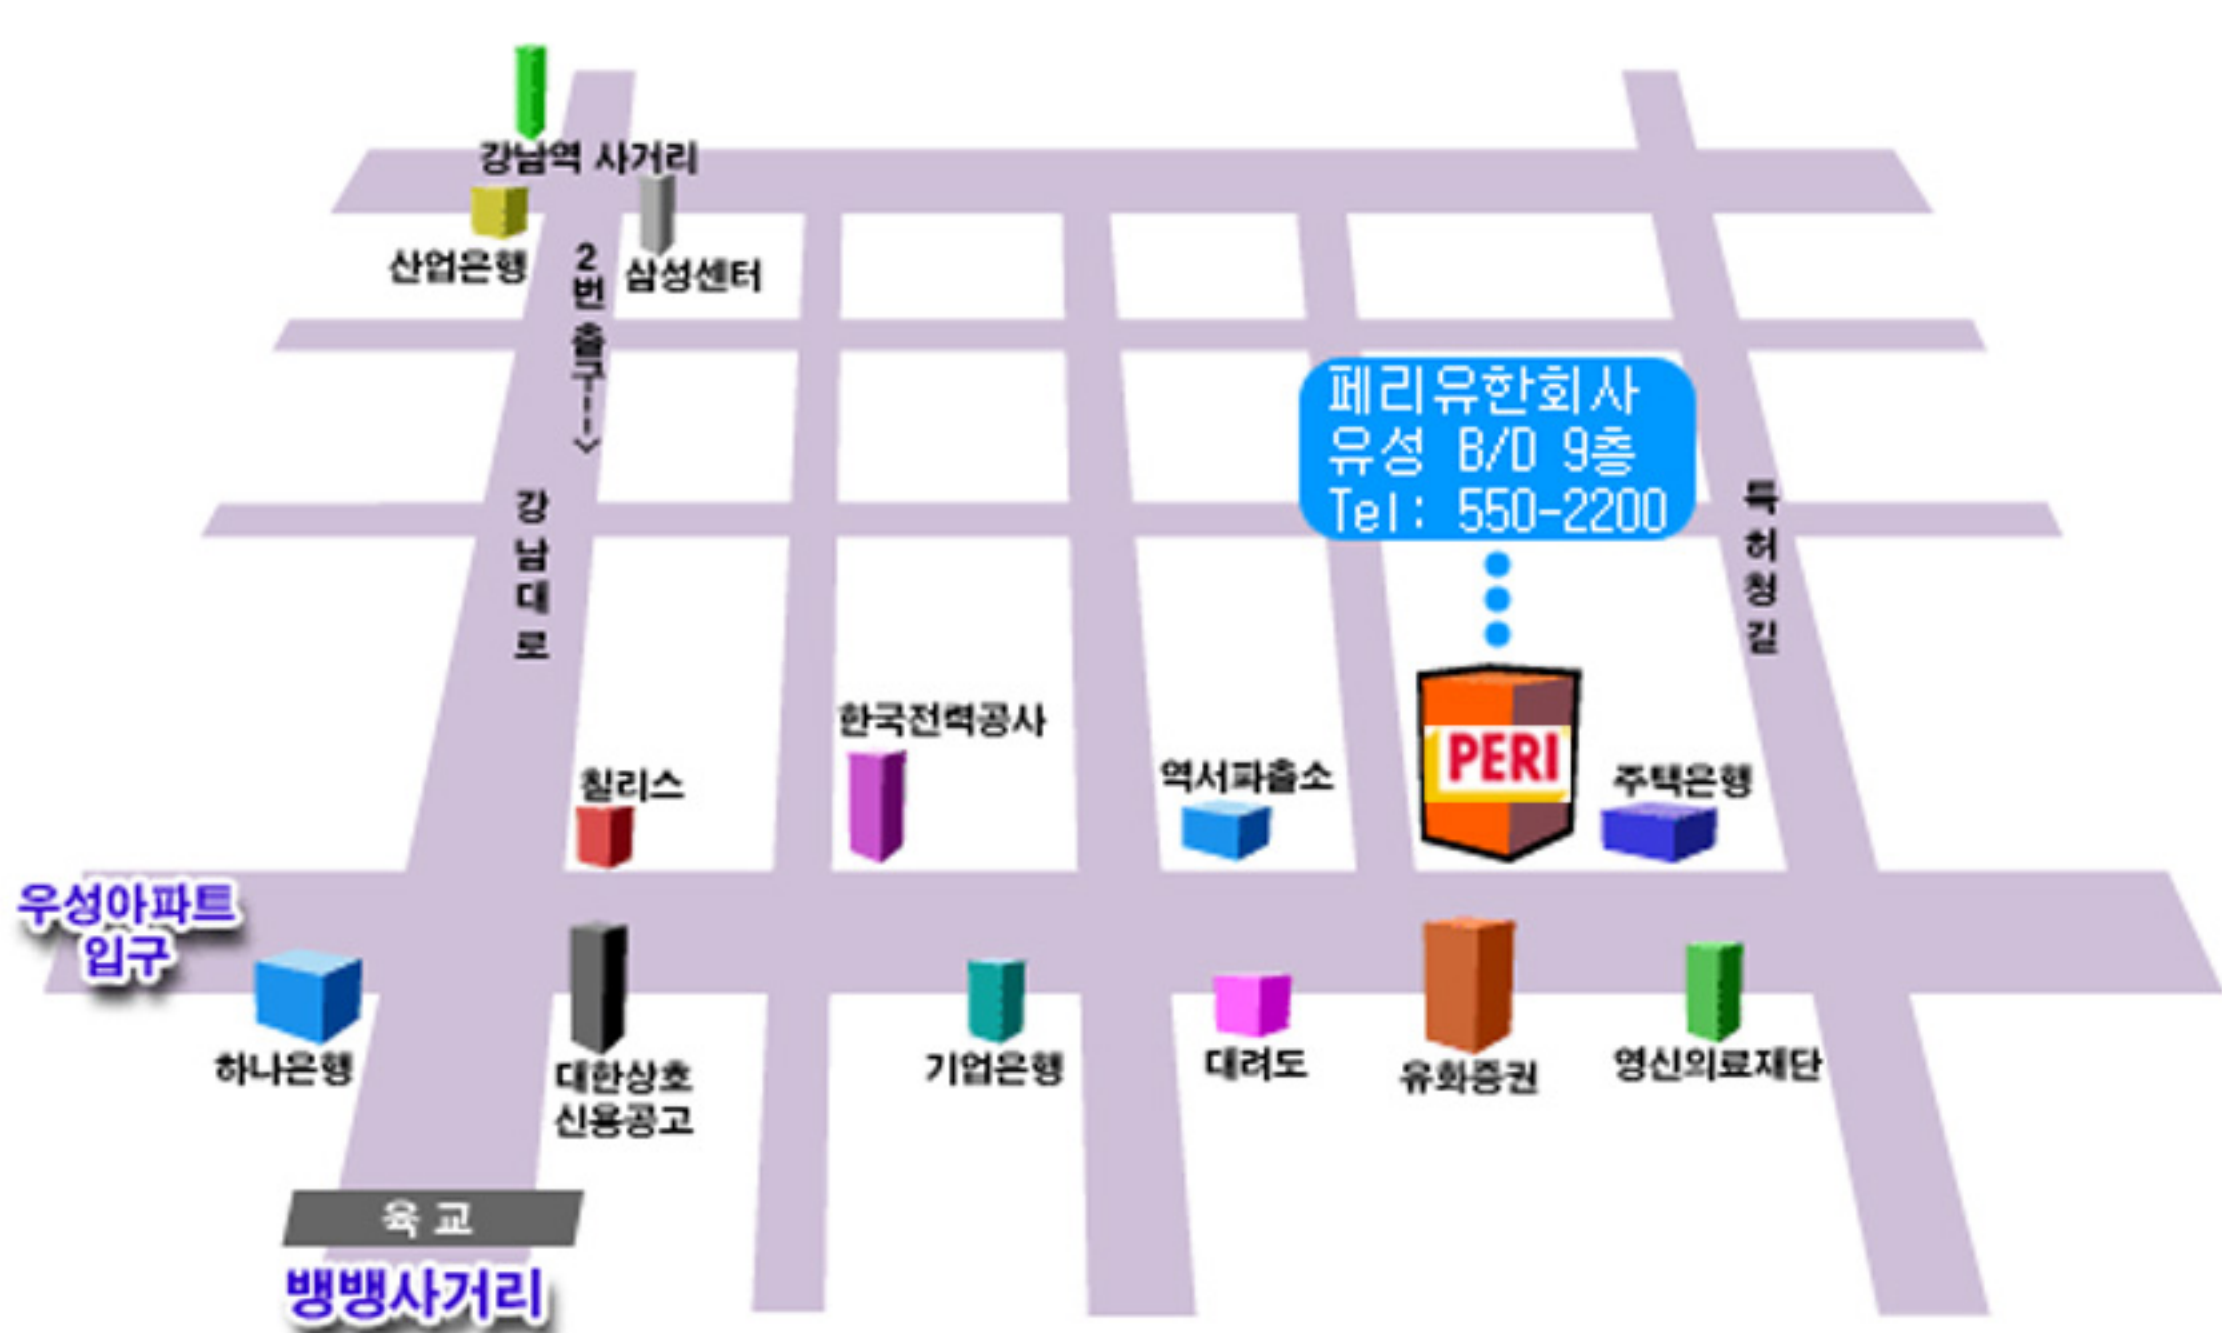 강남역 사거리
산업은행
2번 출구--->
삼성센터
페리유한회사
유성 B/D 9층
Tel: 550-2200
강남대로
특허청길
한국전력공사
칠리스
역서파출소
PERI
주택은행
우성아파트
입구
하나은행
대한상호
신용공고
기업은행
대려도
유화증권
영신의료재단
육교
뱅뱅사거리